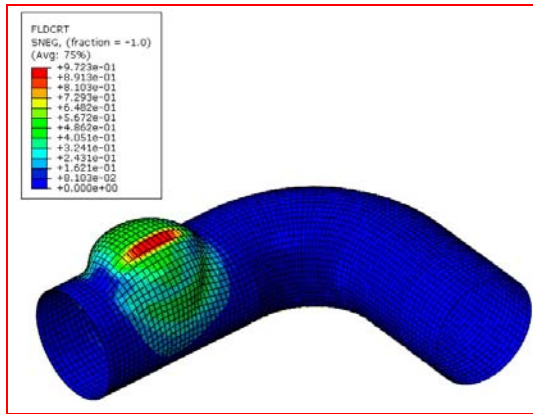 FLDCRT
SNEG, (fraction = -1.0)
(Avg: 75%)
+9.723e-01
+8.913e-01
+8.103e-01
+7.293e-01
+6.482e-01
+5.672e-01
+4.862e-01
+4.051e-01
+3.241e-01
+2.431e-01
+1.621e-01
+8.103e-02
+0.000e+00